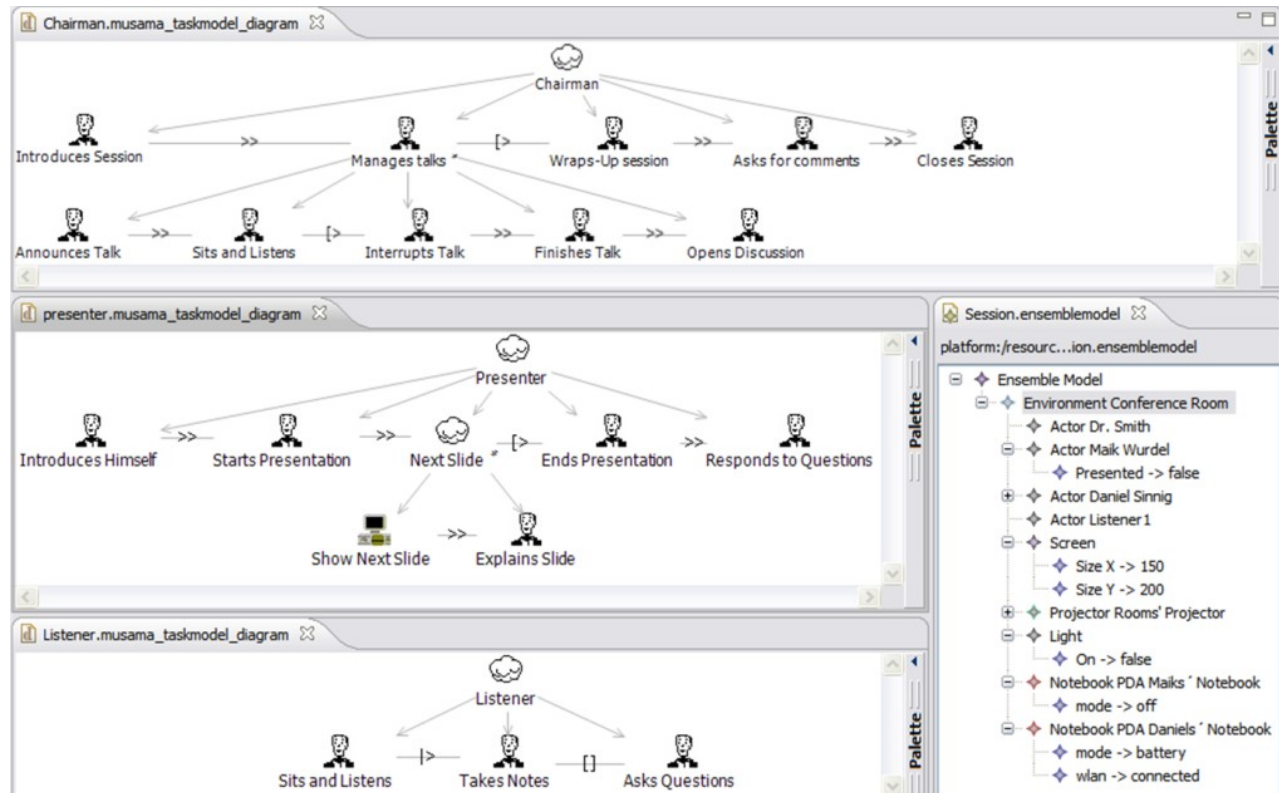 Chairman.musama_taskmodel_diagram
Chairman
>> [> >> >>
Introduces Session Manages talks * Wraps-Up session Asks for comments Closes Session
>> [> >> >>
Announces Talk Sits and Listens Interrupts Talk Finishes Talk Opens Discussion
Palette
presenter.musama_taskmodel_diagram
Presenter
>> >> [> >>
Introduces Himself Starts Presentation Next Slide * Ends Presentation Responds to Questions
>>
Show Next Slide Explains Slide
Palette
Listener.musama_taskmodel_diagram
Listener
|> []
Sits and Listens Takes Notes Asks Questions
Palette
Session.ensemblemodel
platform:/resourc...ion.ensemblemodel
Ensemble Model
Environment Conference Room
Actor Dr. Smith
Actor Maik Wurdel
Presented -> false
Actor Daniel Sinnig
Actor Listener1
Screen
Size X -> 150
Size Y -> 200
Projector Rooms' Projector
Light
On -> false
Notebook PDA Maiks´ Notebook
mode -> off
Notebook PDA Daniels´ Notebook
mode -> battery
wlan -> connected